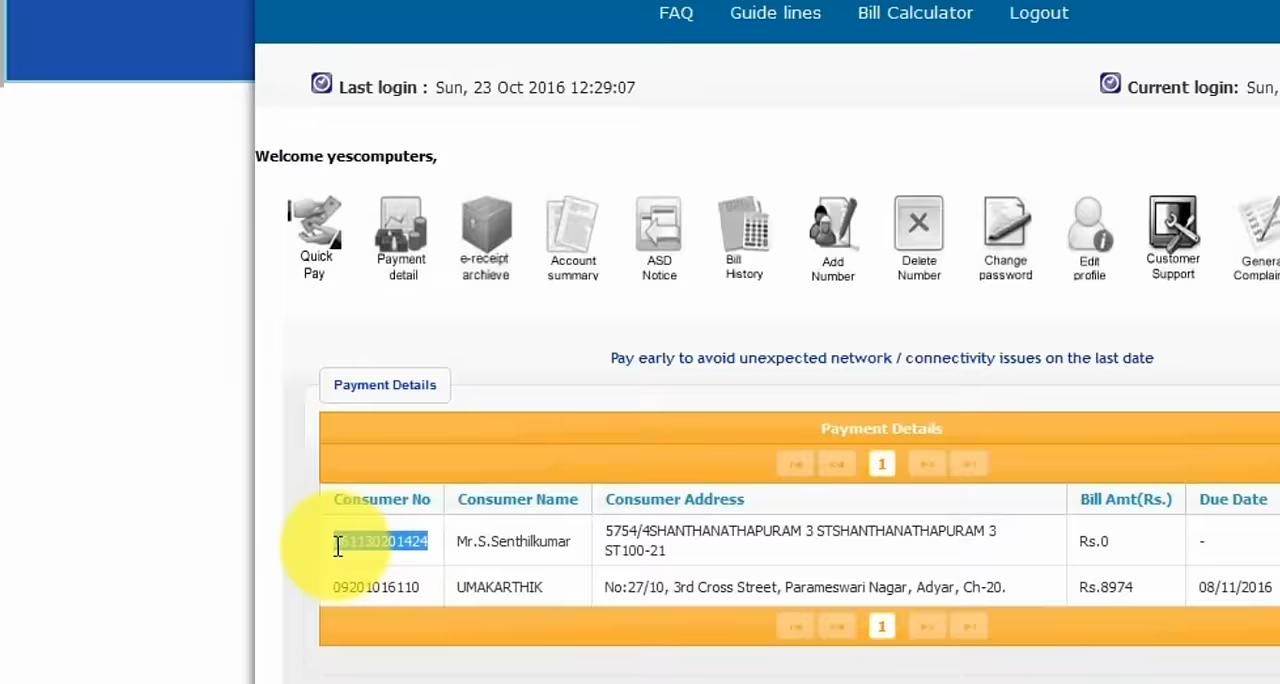 FAQ Guide lines Bill Calculator Logout
Last login : Sun, 23 Oct 2016 12:29:07 Current login: Sun,
Welcome yescomputers,
Quick Pay
Payment detail
e-receipt archieve
Account summary
ASD Notice
Bill History
Add Number
Delete Number
Change password
Edit profile
Customer Support
Pay early to avoid unexpected network / connectivity issues on the last date
Payment Details
Payment Details
1
Consumer No Consumer Name Consumer Address Bill Amt(Rs.) Due Date
Mr.S.Senthilkumar 5754/4SHANTHANATHAPURAM 3 STSHANTHANATHAPURAM 3 Rs.0 -
ST100-21
09201016110 UMAKARTHIK No:27/10, 3rd Cross Street, Parameswari Nagar, Adyar, Ch-20. Rs.8974 08/11/2016
1